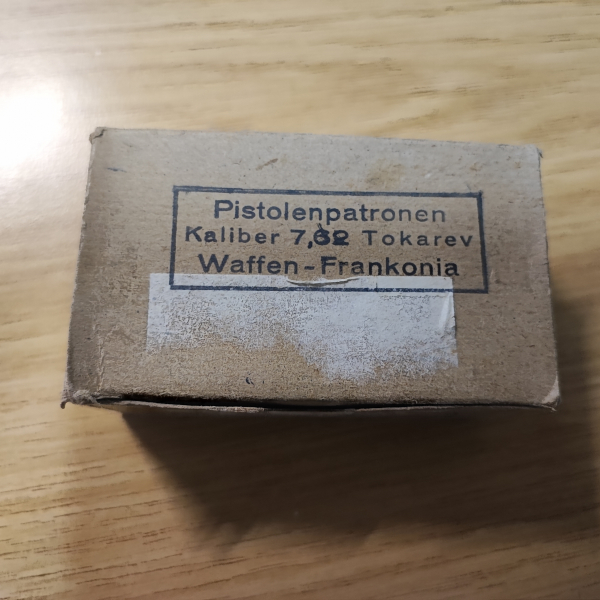 Pistolenpatronen
Kaliber 7,62 Tokarev
Waffen-Frankonia